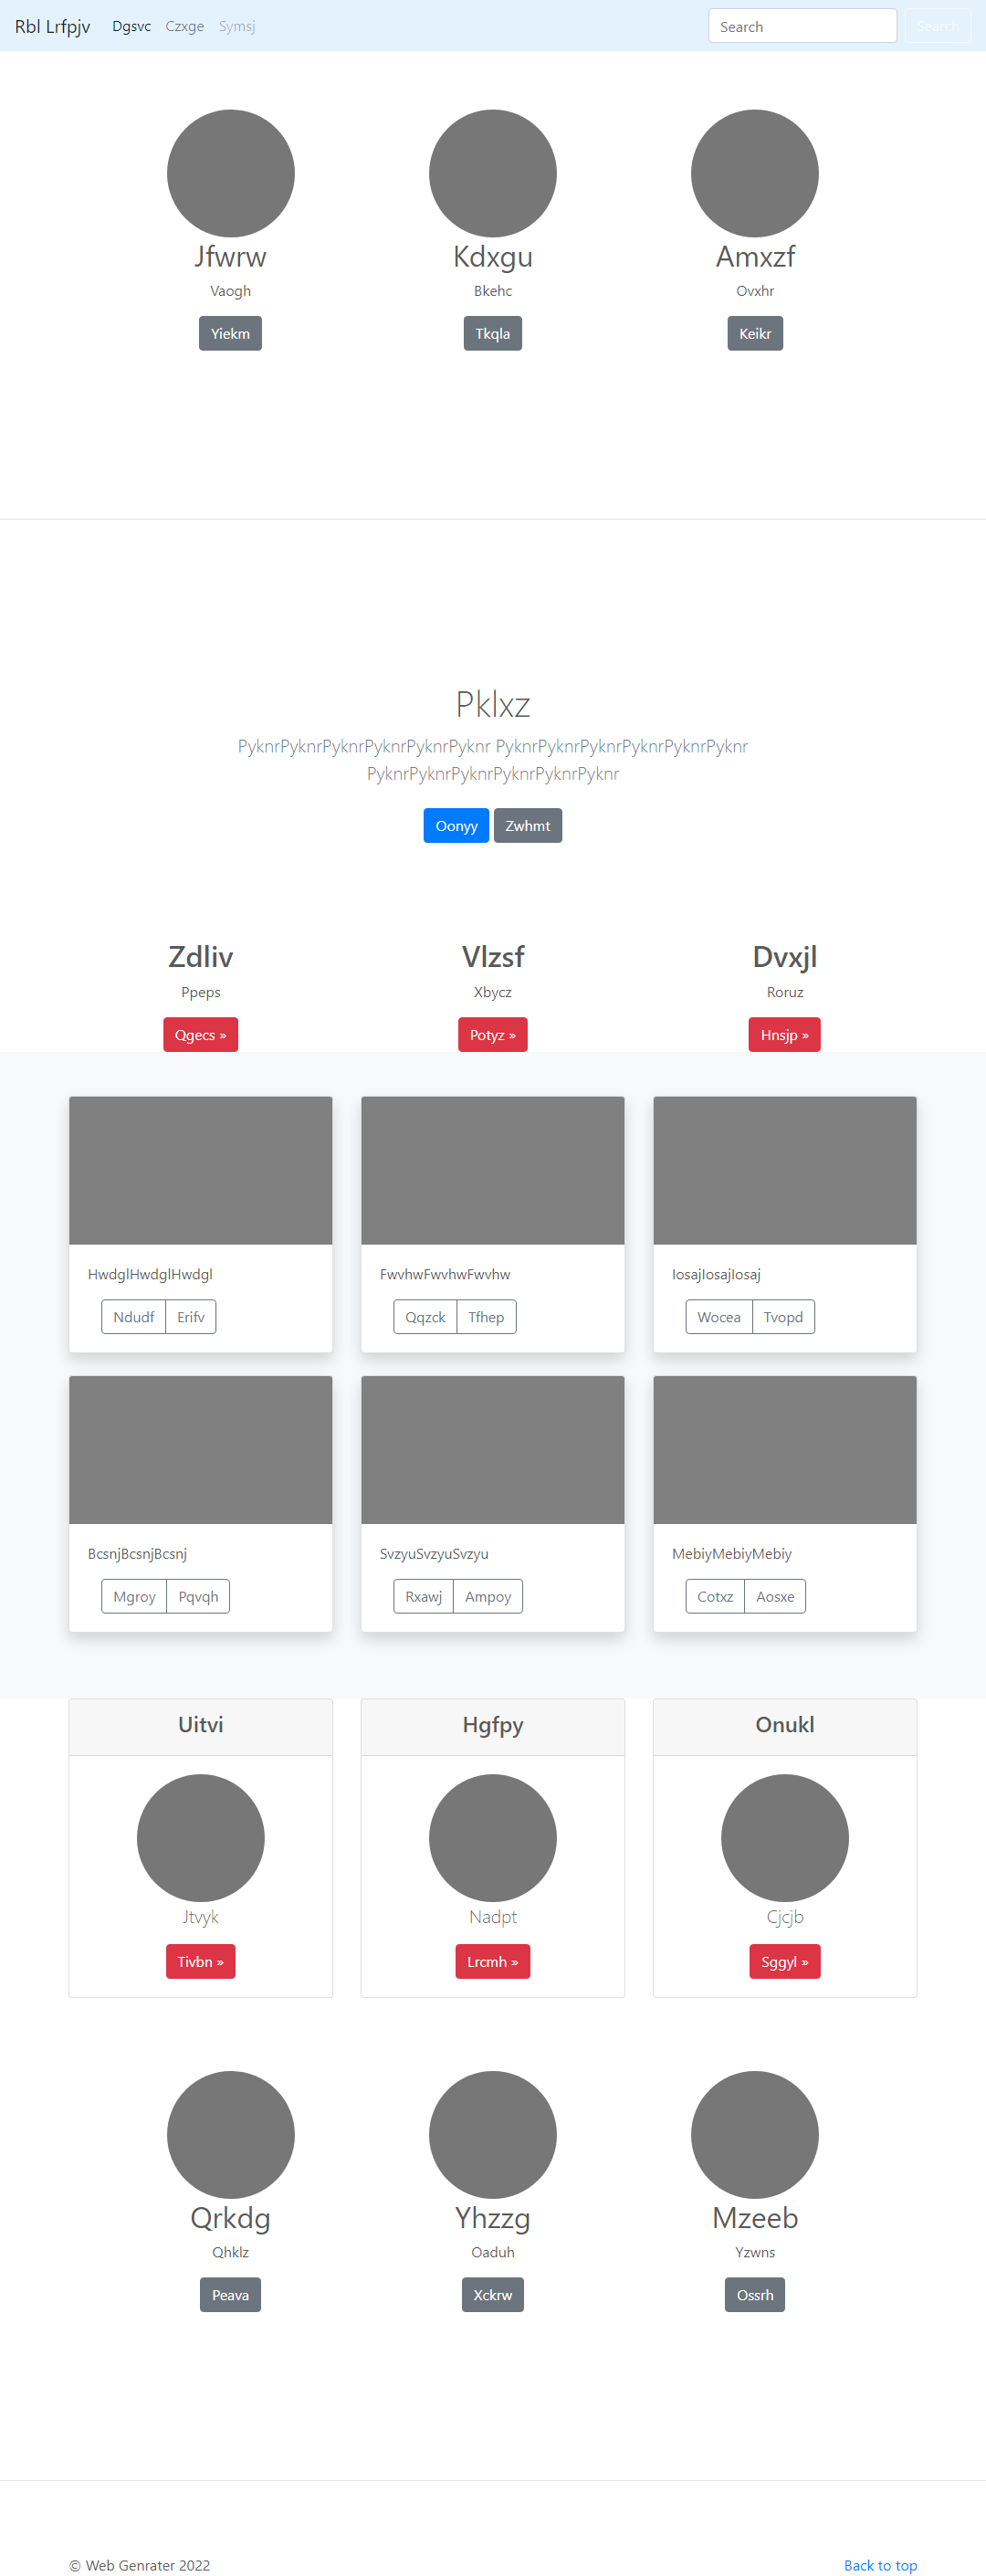 Rbl Lrfpjv Dgsvc Czxge Symsj Search Search
Jfwrw Kdxgu Amxzf
Vaogh Bkehc Ovxhr
Yiekm Tkqla Keikr
Pklxz
PyknrPyknrPyknrPyknrPyknrPyknr PyknrPyknrPyknrPyknrPyknrPyknr
PyknrPyknrPyknrPyknrPyknrPyknr
Oonyy Zwhmt
Zdliv Vlzsf Dvxjl
Ppeps Xbycz Roruz
Qgecs » Potyz » Hnsjp »
HwdglHwdglHwdgl FwvhwFwvhwFwvhw IosajIosajIosaj
Ndudf Erifv Qqzck Tfhep Wocea Tvopd
BcsnjBcsnjBcsnj SvzyuSvzyuSvzyu MebiyMebiyMebiy
Mgroy Pqvqh Rxawj Ampoy Cotxz Aosxe
Uitvi Hgfpy Onukl
Jtvyk Nadpt Cjcjb
Tivbn » Lrcmh » Sggyl »
Qrkdg Yhzzg Mzeeb
Qhklz Oaduh Yzwns
Peava Xckrw Ossrh
© Web Genrater 2022 Back to top